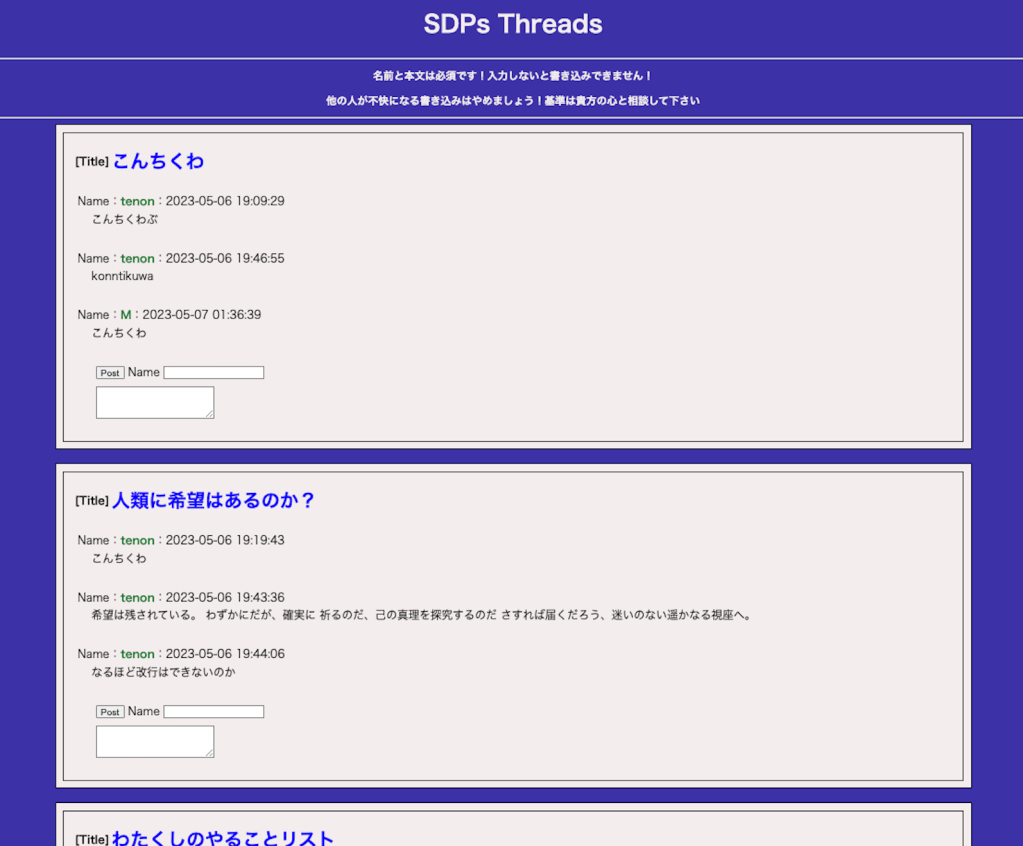 SDPs Threads
名前と本文は必須です！入力しないと書き込みできません！
他の人が不快になる書き込みはやめましょう！基準は貴方の心と相談して下さい
[Title] こんちくわ
Name：tenon：2023-05-06 19:09:29
こんちくわぶ
Name：tenon：2023-05-06 19:46:55
konntikuwa
Name：M：2023-05-07 01:36:39
こんちくわ
Post Name
[Title] 人類に希望はあるのか？
Name：tenon：2023-05-06 19:19:43
こんちくわ
Name：tenon：2023-05-06 19:43:36
希望は残されている。 わずかにだが、確実に 祈るのだ、己の真理を探究するのだ さすれば届くだろう、迷いのない遥かなる視座へ。
Name：tenon：2023-05-06 19:44:06
なるほど改行はできないのか
Post Name
[Title] わたくしのやることリスト